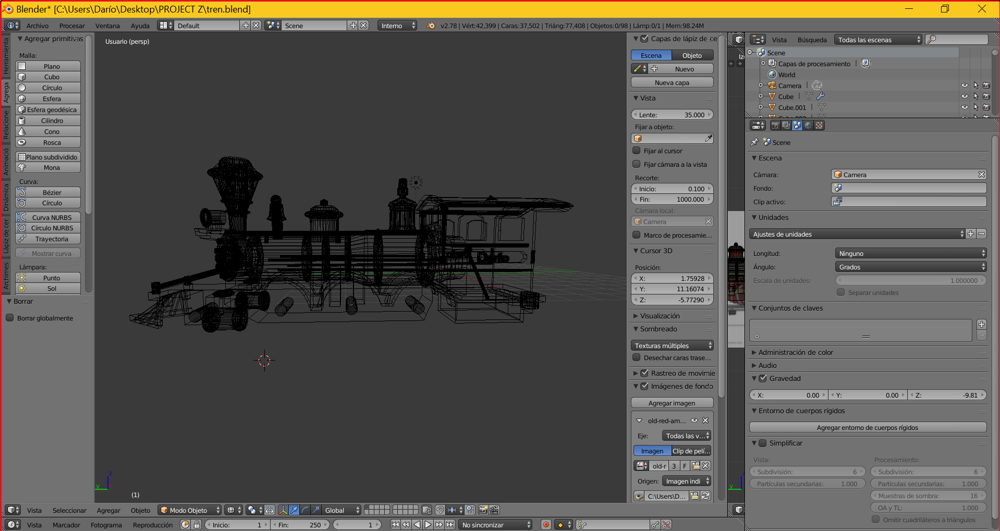 Blender* [C:\Users\Darío\Desktop\PROJECT Z\tren.blend]
Archivo Procesar Ventana Ayuda Default Scene Interno v2.78 | Vért:42,399 | Caras:37,502 | Triáng:77,408 | Objetos:0/98 | Lámp:0/1 | Mem:98.24M
Herramienta
Agrega
Relacione
Animació
Dinámica
Lápiz de cer
Archimes
Agregar primitivas
Malla:
Plano
Cubo
Círculo
Esfera
Esfera geodésica
Cilindro
Cono
Rosca
Plano subdividido
Mona
Curva:
Bézier
Círculo
Curva NURBS
Círculo NURBS
Trayectoria
Mostrar curva
Lámpara:
Punto
Sol
Borrar
Borrar globalmente
Usuario (persp)
z
y x
(1)
Capas de lápiz de ce
Escena Objeto
Nuevo
Nueva capa
Vista
Lente: 35.000
Fijar a objeto:
Fijar al cursor
Fijar cámara a la vista
Recorte:
Inicio: 0.100
Fin: 1000.000
Cámara local:
Camera
Marco de procesamie...
Cursor 3D
Posición:
X: 1.75928
Y: 11.16074
Z: -5.77290
Visualización
Sombreado
Texturas múltiples
Desechar caras trase...
Rastreo de movimie
Imágenes de fondo
Agregar imagen
old-red-am...
Eje: Todas las v...
Imagen Clip de pelí...
old-r 3 F
Origen: Imagen indi
C:\Users\D...
Iz
y
Vista Búsqueda Todas las escenas
Scene
Capas de procesamiento |
World
Camera |
Cube |
Cube.001 |
Scene
Escena
Cámara: Camera
Fondo:
Clip activo:
Unidades
Ajustes de unidades
Longitud: Ninguno
Ángulo: Grados
Escala de unidades: 1.000000
Separar unidades
Conjuntos de claves
Administración de color
Audio
Gravedad
X: 0.00 Y: 0.00 Z: -9.81
Entorno de cuerpos rígidos
Agregar entorno de cuerpos rígidos
Simplificar
Vista: Procesamiento:
Subdivisión: 6 Subdivisión: 6
Partículas secundarias: 1.000 Partículas secundarias: 1.000
Muestras de sombra: 16
OA y TL: 1.000
Omitir cuadriláteros a triángulos
Vista Seleccionar Agregar Objeto Modo Objeto Global
Vista Marcador Fotograma Reproducción Inicio: 1 Fin: 250 1 No sincronizar